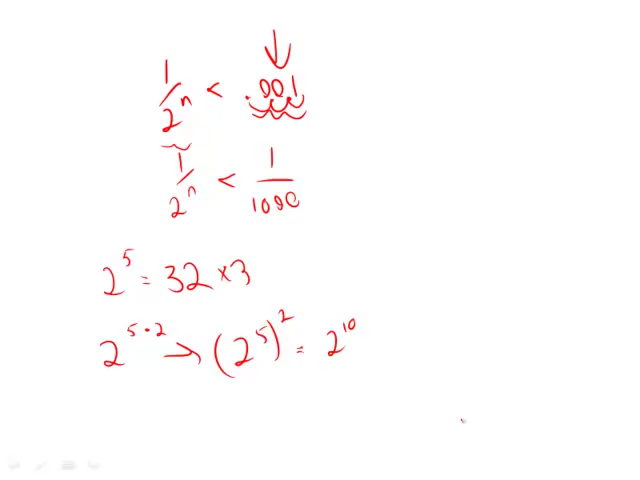 1/2^n < .001
1/2^n < 1/1000
2^5 = 32 × 3
2^5·2 → (2^5)^2 = 2^10